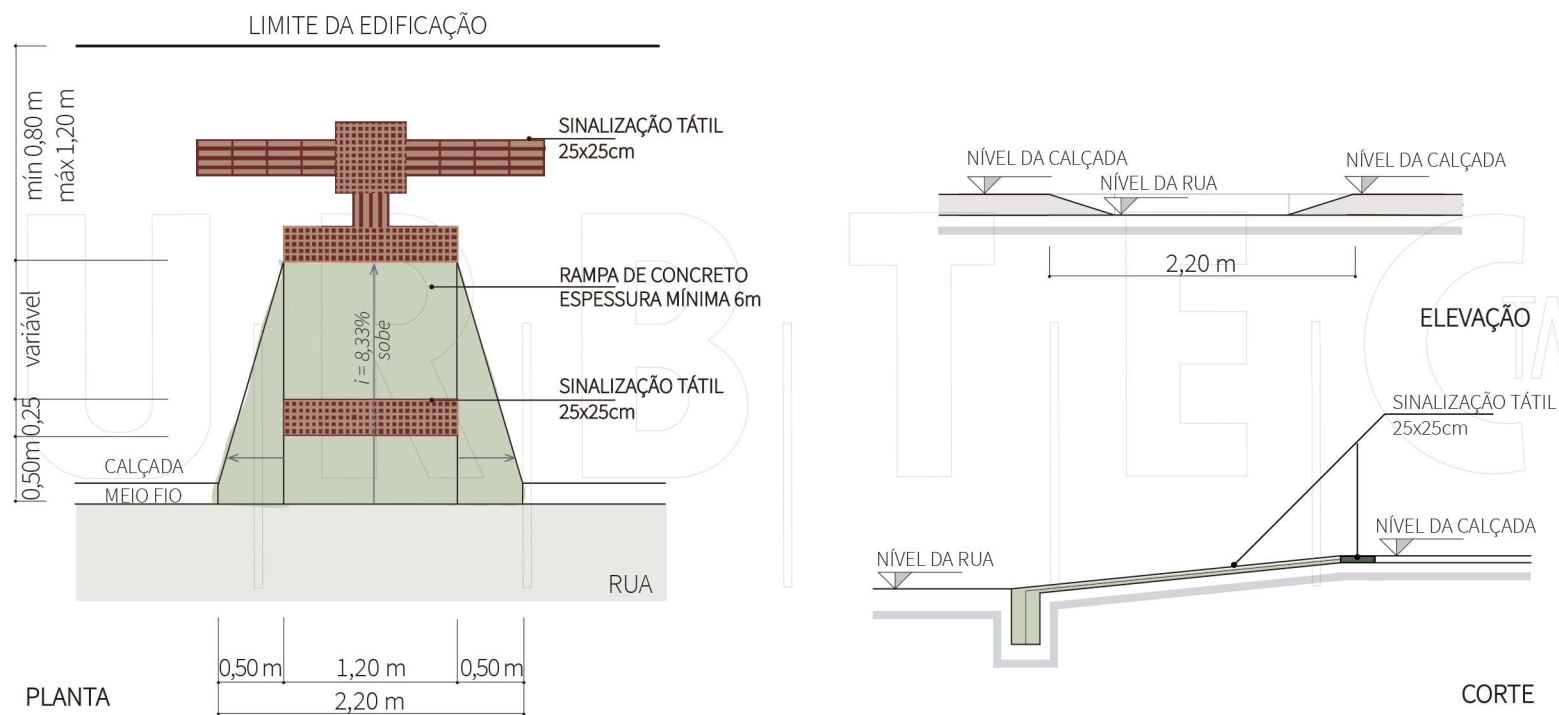 LIMITE DA EDIFICAÇÃO
mín 0,80 m
máx 1,20 m
SINALIZAÇÃO TÁTIL
25x25cm
RAMPA DE CONCRETO
ESPESSURA MÍNIMA 6m
i = 8,33%
sobe
variável
SINALIZAÇÃO TÁTIL
25x25cm
0,25
0,50m
CALÇADA
MEIO FIO
RUA
0,50 m
1,20 m
0,50 m
2,20 m
PLANTA
NÍVEL DA CALÇADA
NÍVEL DA RUA
NÍVEL DA CALÇADA
2,20 m
ELEVAÇÃO
SINALIZAÇÃO TÁTIL
25x25cm
NÍVEL DA CALÇADA
NÍVEL DA RUA
CORTE
U|R|B|T|E|C
TM